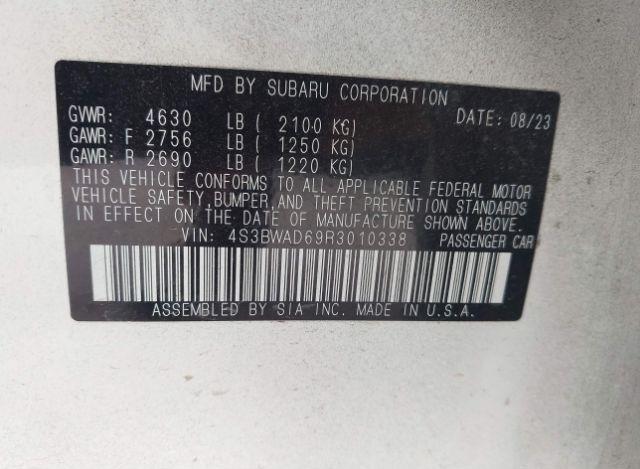 MFD BY SUBARU CORPORATION
DATE: 08/23
GVWR: 4630 LB ( 2100 KG)
GAWR: F 2756 LB ( 1250 KG)
GAWR: R 2690 LB ( 1220 KG)
THIS VEHICLE CONFORMS TO ALL APPLICABLE FEDERAL MOTOR
VEHICLE SAFETY, BUMPER, AND THEFT PREVENTION STANDARDS
IN EFFECT ON THE DATE OF MANUFACTURE SHOWN ABOVE.
VIN: 4S3BWAD69R3010338 PASSENGER CAR
ASSEMBLED BY SIA INC. MADE IN U.S.A.